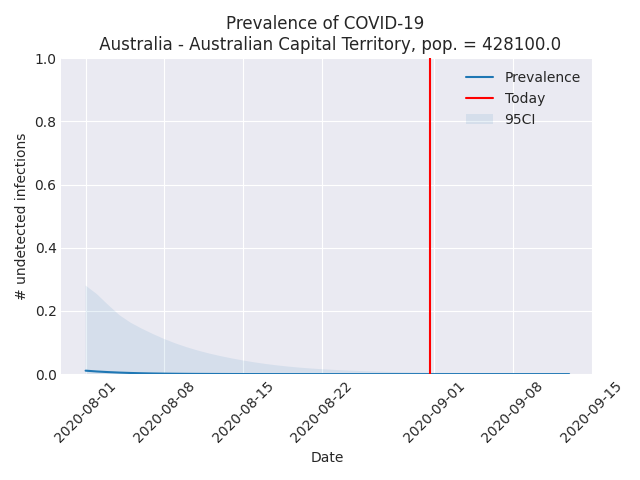 Prevalence of COVID-19
Australia - Australian Capital Territory, pop. = 428100.0
1.0
0.8
0.6
0.4
0.2
0.0
# undetected infections
Prevalence
Today
95CI
2020-08-01
2020-08-08
2020-08-15
2020-08-22
2020-09-01
2020-09-08
2020-09-15
Date